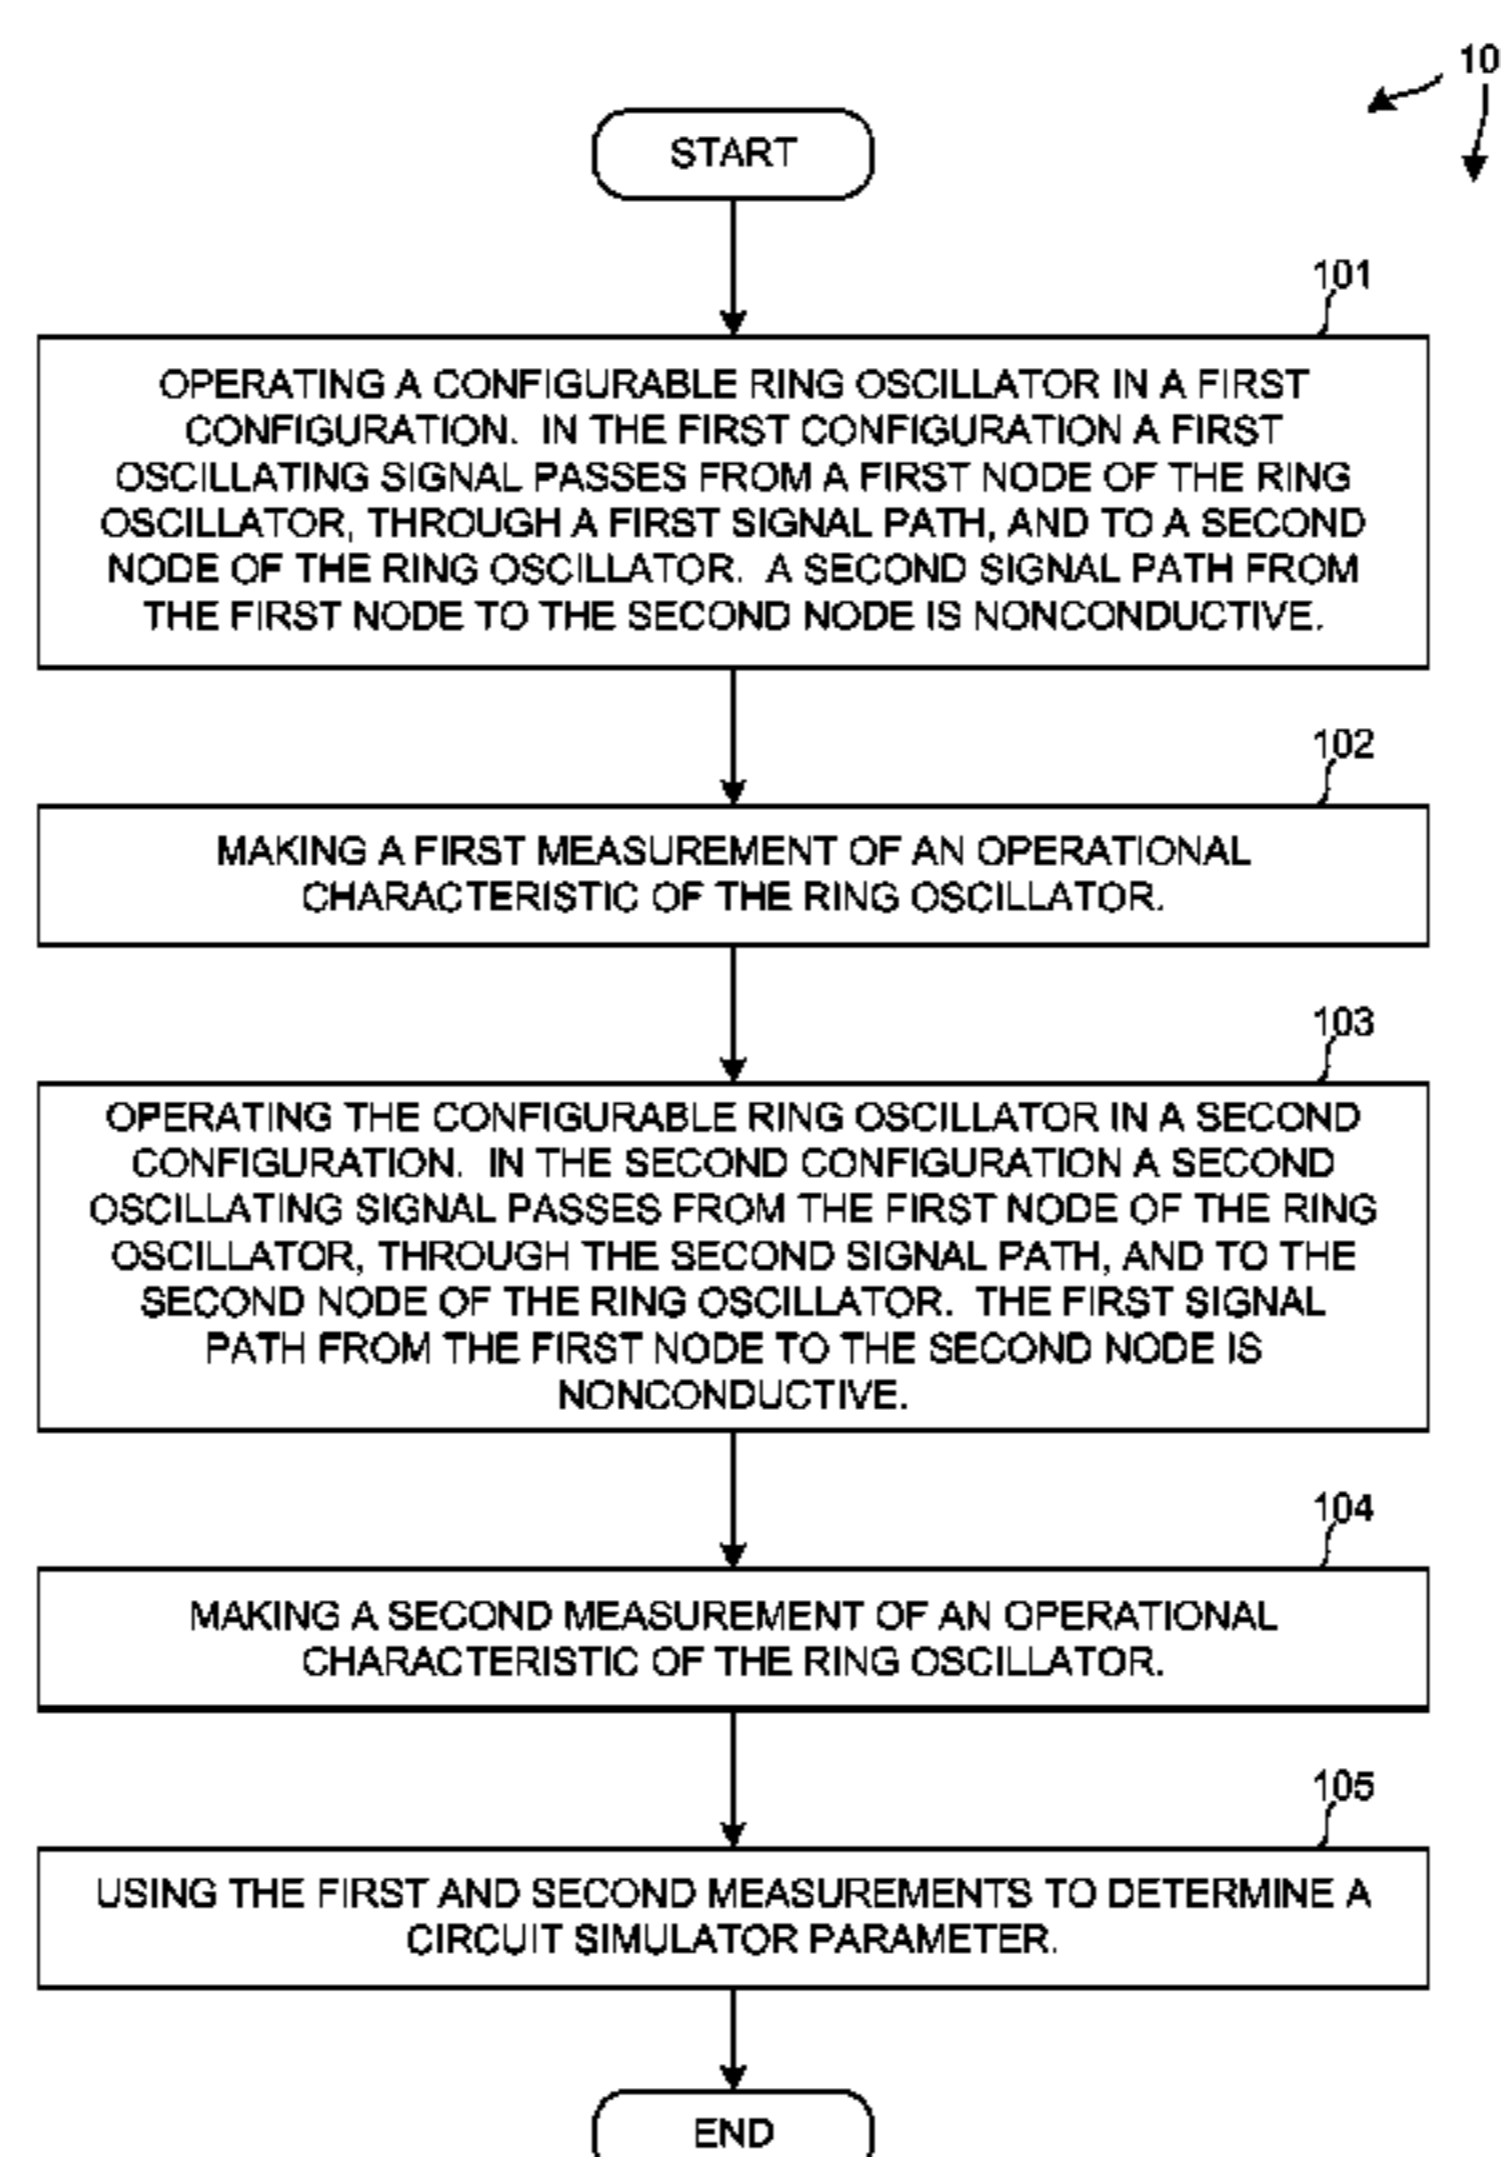 10
START
101
OPERATING A CONFIGURABLE RING OSCILLATOR IN A FIRST
CONFIGURATION. IN THE FIRST CONFIGURATION A FIRST
OSCILLATING SIGNAL PASSES FROM A FIRST NODE OF THE RING
OSCILLATOR, THROUGH A FIRST SIGNAL PATH, AND TO A SECOND
NODE OF THE RING OSCILLATOR. A SECOND SIGNAL PATH FROM
THE FIRST NODE TO THE SECOND NODE IS NONCONDUCTIVE.
102
MAKING A FIRST MEASUREMENT OF AN OPERATIONAL
CHARACTERISTIC OF THE RING OSCILLATOR.
103
OPERATING THE CONFIGURABLE RING OSCILLATOR IN A SECOND
CONFIGURATION. IN THE SECOND CONFIGURATION A SECOND
OSCILLATING SIGNAL PASSES FROM THE FIRST NODE OF THE RING
OSCILLATOR, THROUGH THE SECOND SIGNAL PATH, AND TO THE
SECOND NODE OF THE RING OSCILLATOR. THE FIRST SIGNAL
PATH FROM THE FIRST NODE TO THE SECOND NODE IS
NONCONDUCTIVE.
104
MAKING A SECOND MEASUREMENT OF AN OPERATIONAL
CHARACTERISTIC OF THE RING OSCILLATOR.
105
USING THE FIRST AND SECOND MEASUREMENTS TO DETERMINE A
CIRCUIT SIMULATOR PARAMETER.
END